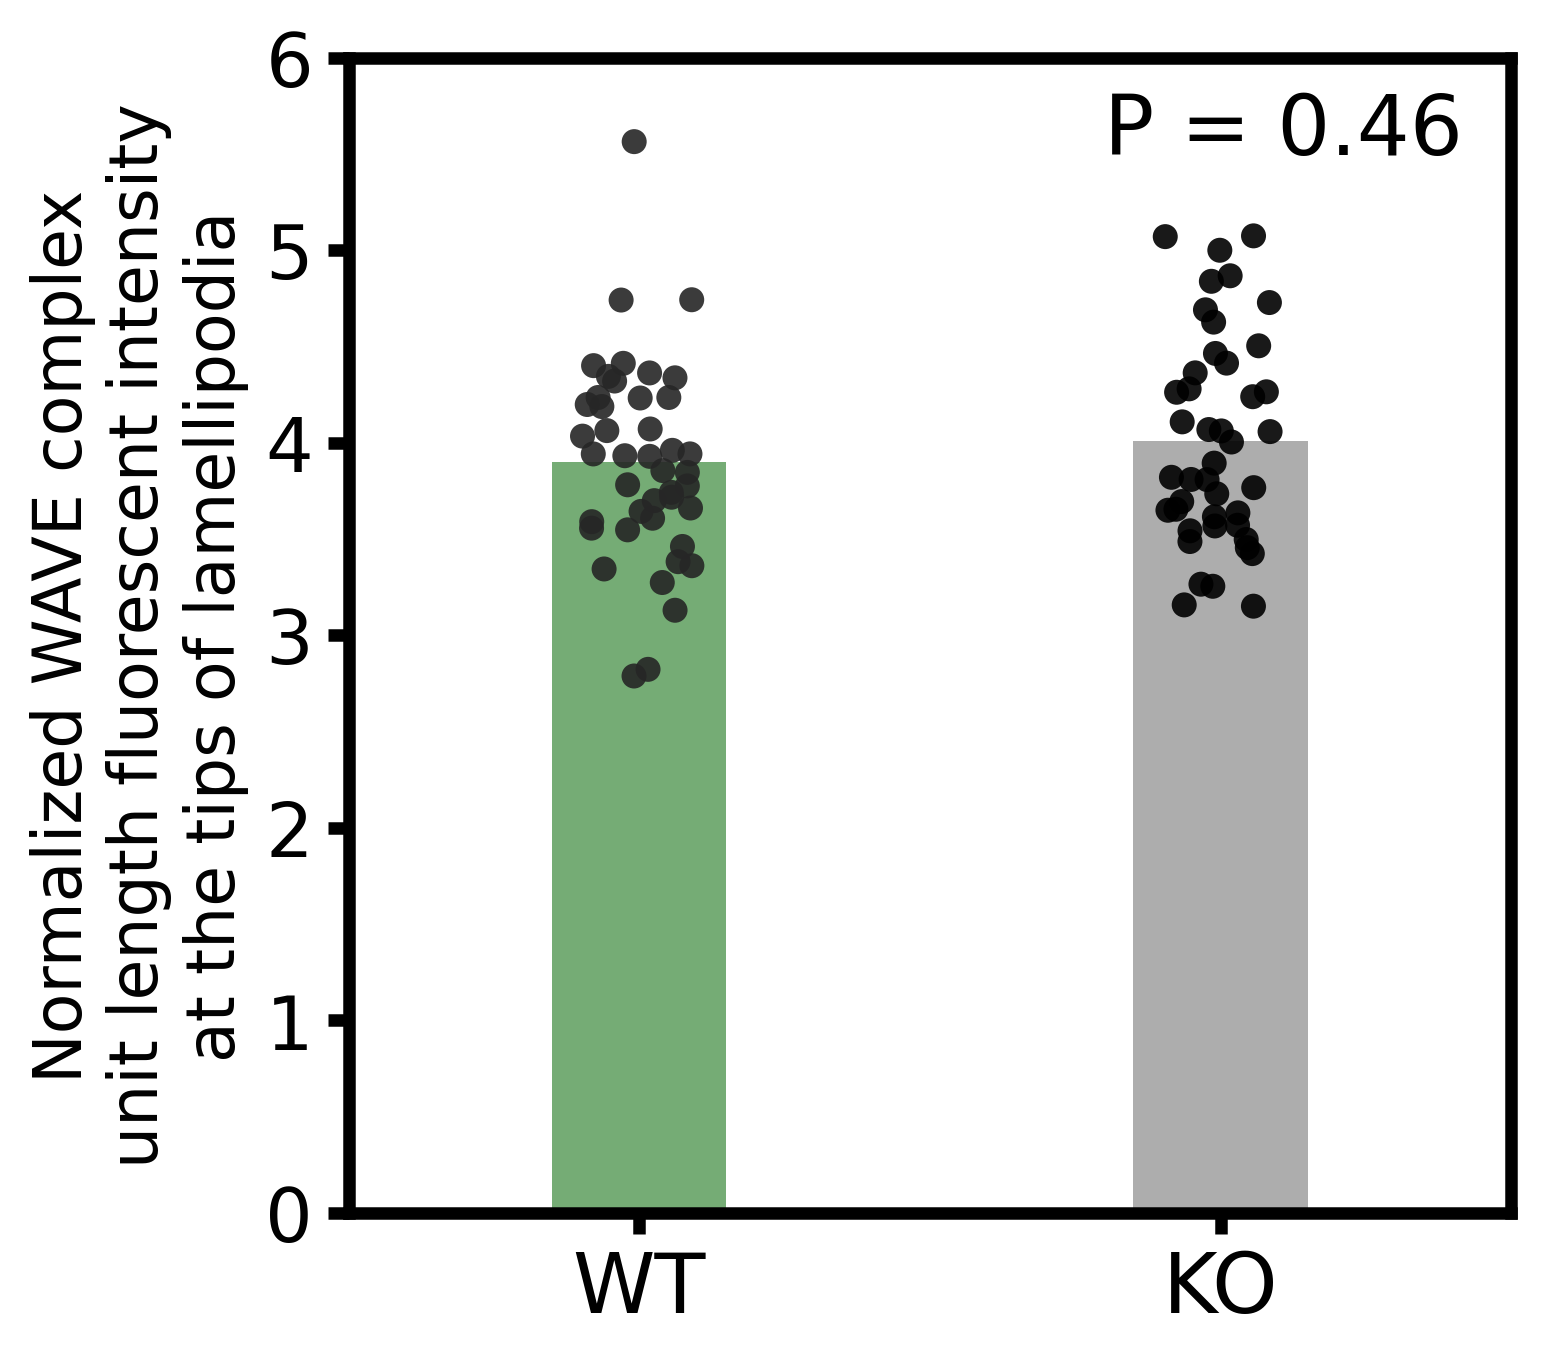 Normalized WAVE complex
unit length fluorescent intensity
at the tips of lamellipodia
6
5
4
3
2
1
0
P = 0.46
WT
KO